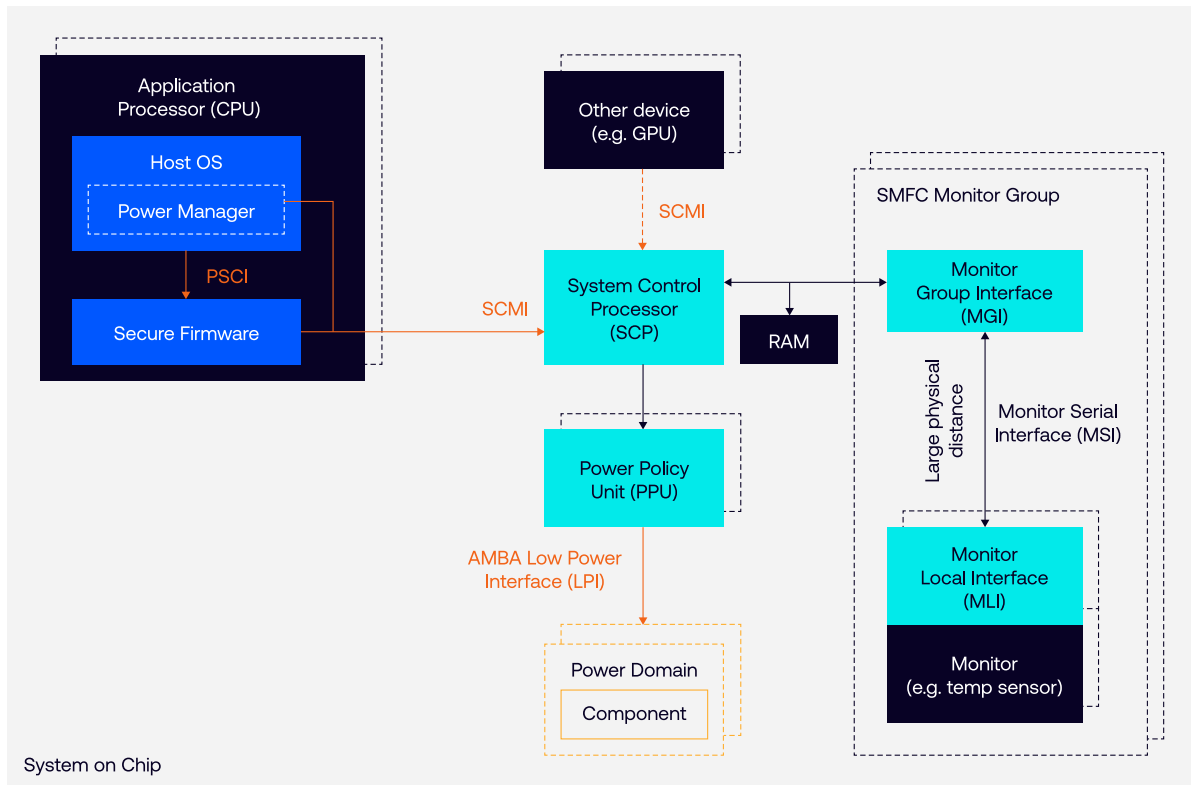 Application
Processor (CPU)
Host OS
Power Manager
PSCI
Secure Firmware
Other device
(e.g. GPU)
SCMI
SCMI
System Control
Processor
(SCP)
RAM
Power Policy
Unit (PPU)
AMBA Low Power
Interface (LPI)
Power Domain
Component
SMFC Monitor Group
Monitor
Group Interface
(MGI)
Large physical
distance
Monitor Serial
Interface (MSI)
Monitor
Local Interface
(MLI)
Monitor
(e.g. temp sensor)
System on Chip